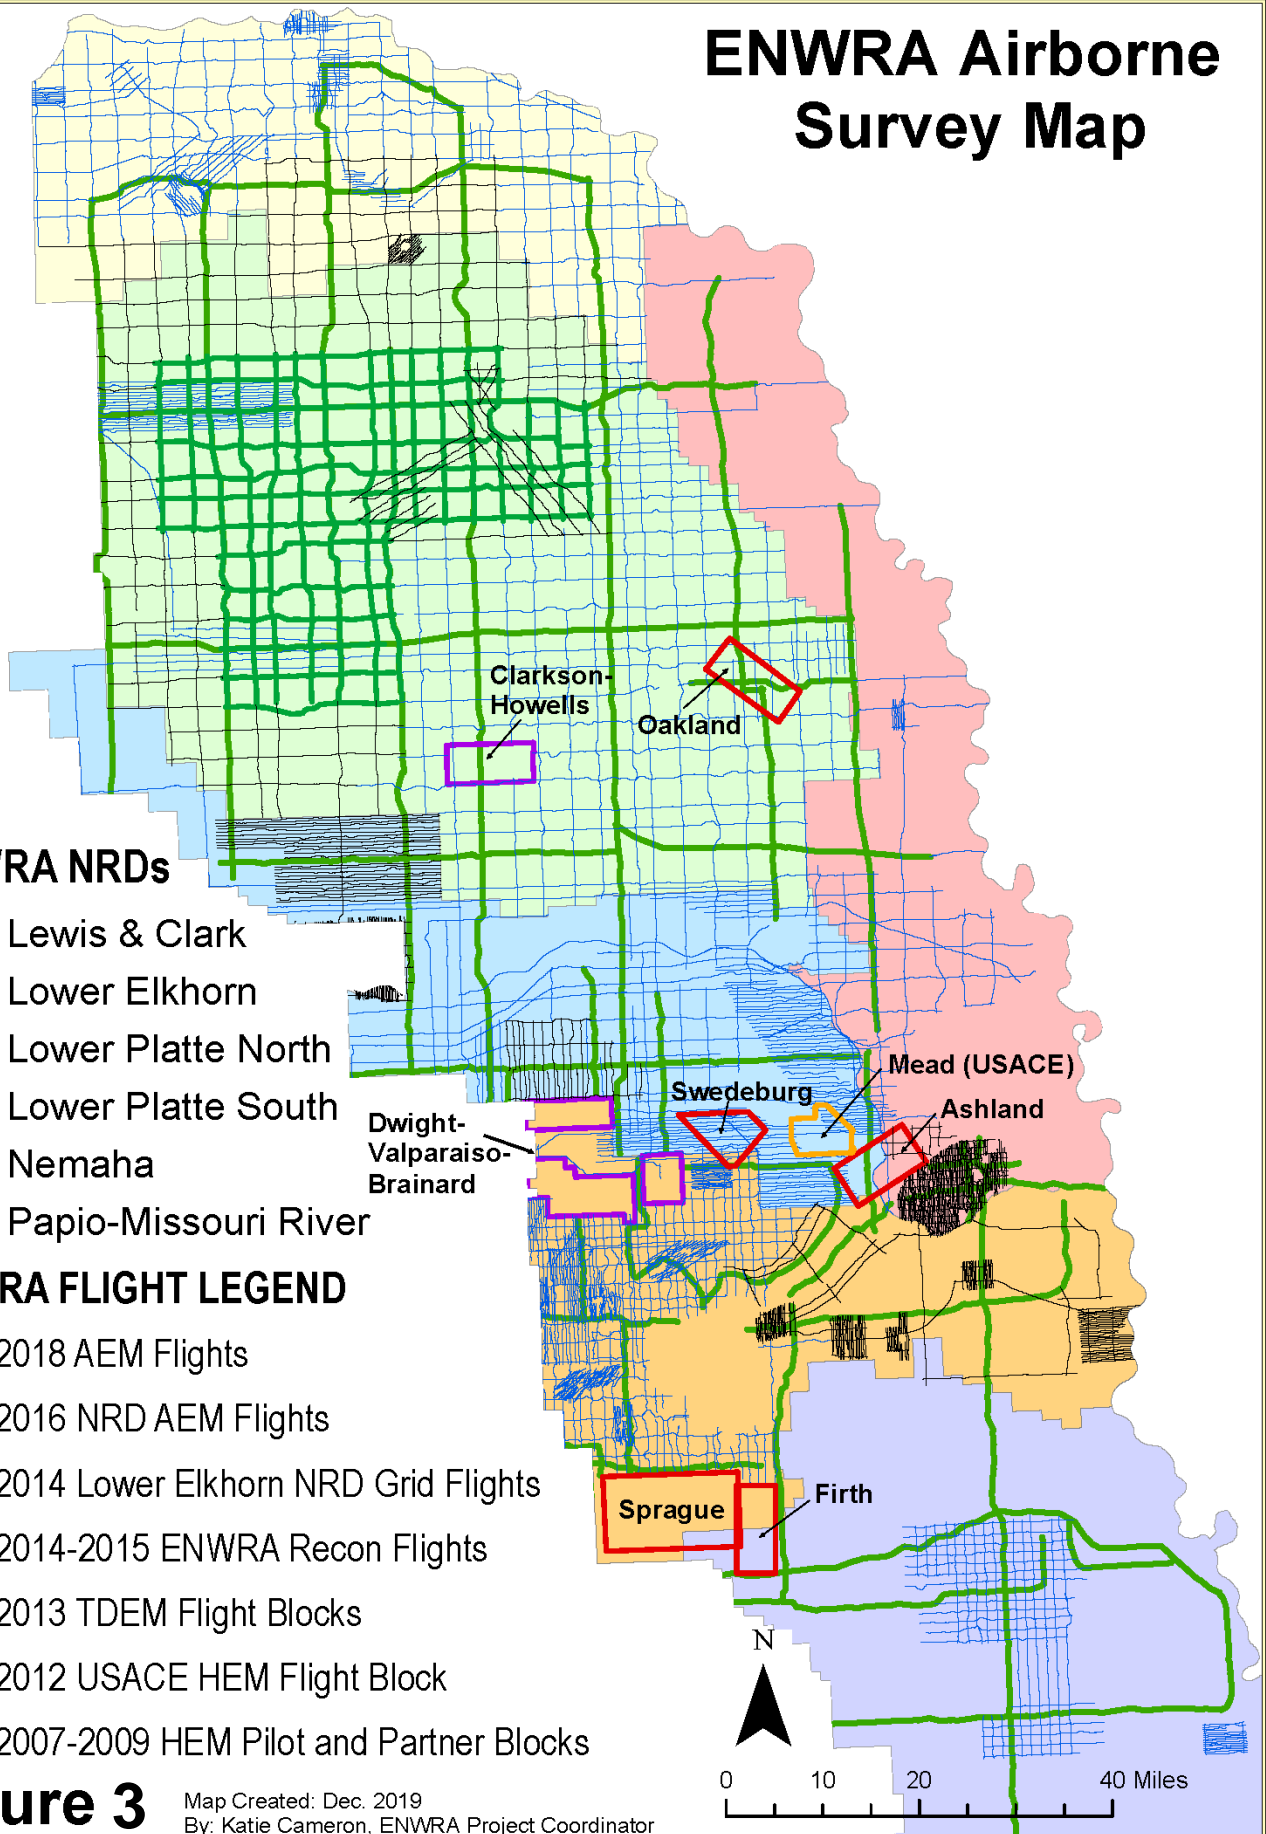 ENWRA Airborne
Survey Map
Clarkson-
Howells
Oakland
WRA NRDs
Lewis & Clark
Lower Elkhorn
Lower Platte North
Lower Platte South
Nemaha
Papio-Missouri River
Mead (USACE)
Swedeburg
Ashland
Dwight-
Valparaiso-
Brainard
RA FLIGHT LEGEND
2018 AEM Flights
2016 NRD AEM Flights
2014 Lower Elkhorn NRD Grid Flights
2014-2015 ENWRA Recon Flights
2013 TDEM Flight Blocks
2012 USACE HEM Flight Block
2007-2009 HEM Pilot and Partner Blocks
Sprague
Firth
N
0 10 20 40 Miles
ure 3
Map Created: Dec. 2019
By: Katie Cameron, ENWRA Project Coordinator